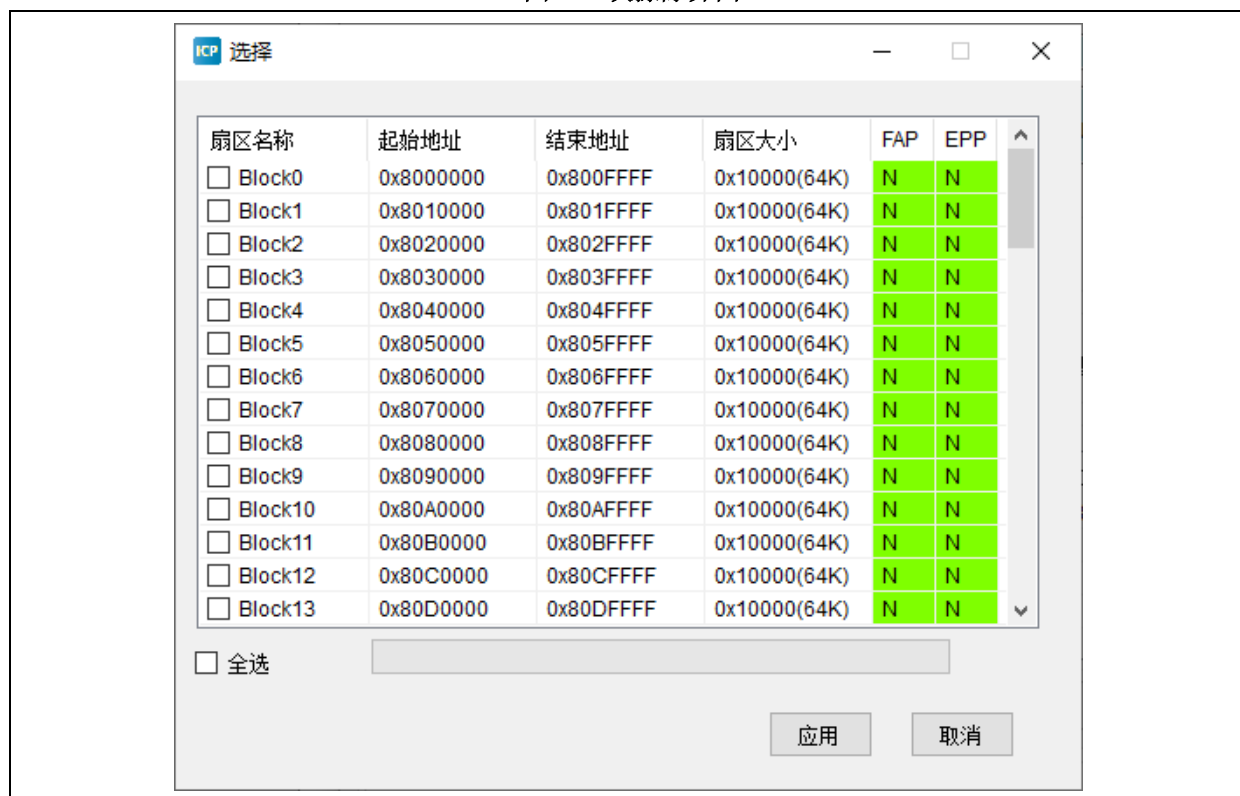 ICP 选择
扇区名称 起始地址 结束地址 扇区大小 FAP EPP
Block0 0x8000000 0x800FFFF 0x10000(64K) N N
Block1 0x8010000 0x801FFFF 0x10000(64K) N N
Block2 0x8020000 0x802FFFF 0x10000(64K) N N
Block3 0x8030000 0x803FFFF 0x10000(64K) N N
Block4 0x8040000 0x804FFFF 0x10000(64K) N N
Block5 0x8050000 0x805FFFF 0x10000(64K) N N
Block6 0x8060000 0x806FFFF 0x10000(64K) N N
Block7 0x8070000 0x807FFFF 0x10000(64K) N N
Block8 0x8080000 0x808FFFF 0x10000(64K) N N
Block9 0x8090000 0x809FFFF 0x10000(64K) N N
Block10 0x80A0000 0x80AFFFF 0x10000(64K) N N
Block11 0x80B0000 0x80BFFFF 0x10000(64K) N N
Block12 0x80C0000 0x80CFFFF 0x10000(64K) N N
Block13 0x80D0000 0x80DFFFF 0x10000(64K) N N
全选
应用 取消